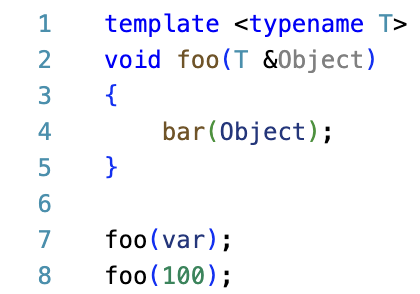 1 template <typename T>
2 void foo(T &Object)
3 {
4     bar(Object);
5 }
6
7 foo(var);
8 foo(100);